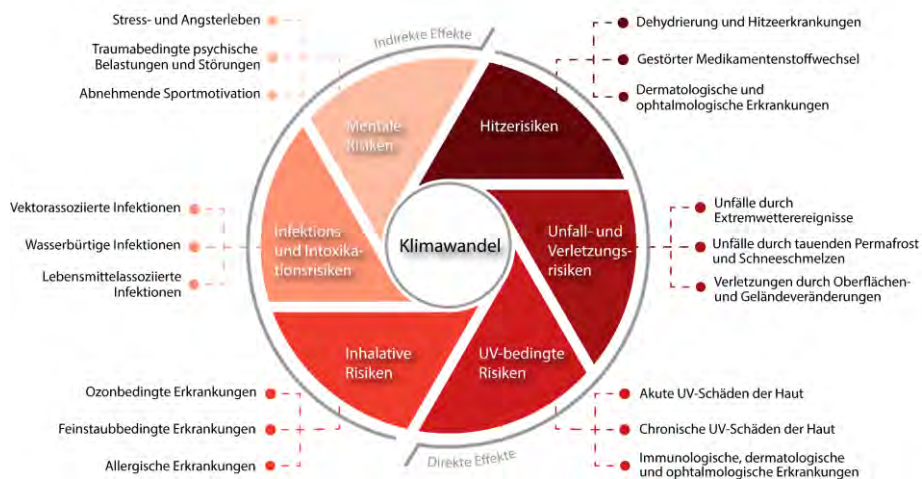 Indirekte Effekte
Stress- und Angsterleben
Traumabedingte psychische
Belastungen und Störungen
Abnehmende Sportmotivation
Mentale
Risiken
Dehydrierung und Hitzeerkrankungen
Gestörter Medikamentenstoffwechsel
Dermatologische und
ophtalmologische Erkrankungen
Hitzerisiken
Vektorassoziierte Infektionen
Wasserbürtige Infektionen
Lebensmittelassoziierte
Infektionen
Infektions
und Intoxika-
tionsrisiken
Klimawandel
Unfall- und
Verletzungs-
risiken
Unfälle durch
Extremwetterereignisse
Unfälle durch tauenden Permafrost
und Schneeschmelzen
Verletzungen durch Oberflächen-
und Geländeveränderungen
Inhalative
Risiken
Ozonbedingte Erkrankungen
Feinstaubbedingte Erkrankungen
Allergische Erkrankungen
UV-bedingte
Risiken
Akute UV-Schäden der Haut
Chronische UV-Schäden der Haut
Immunologische, dermatologische
und ophtalmologische Erkrankungen
Direkte Effekte